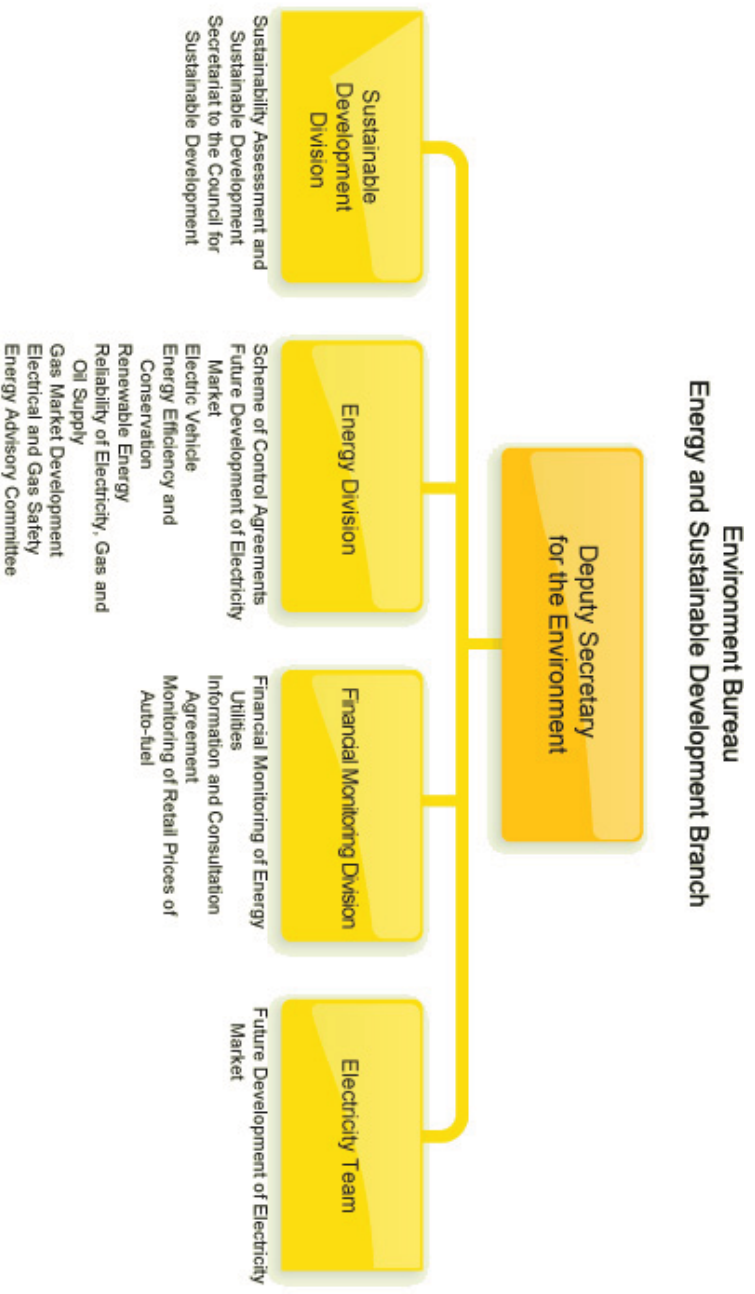 Environment Bureau
Energy and Sustainable Development Branch
Deputy Secretary
for the Environment
Sustainable
Development
Division
Sustainability Assessment and
Sustainable Development
Secretariat to the Council for
Sustainable Development
Energy Division
Scheme of Control Agreements
Future Development of Electricity
Market
Electric Vehicle
Energy Efficiency and
Conservation
Renewable Energy
Reliability of Electricity, Gas and
Oil Supply
Gas Market Development
Electrical and Gas Safety
Energy Advisory Committee
Financial Monitoring Division
Financial Monitoring of Energy
Utilities
Information and Consultation
Agreement
Monitoring of Retail Prices of
Auto-fuel
Electricity Team
Future Development of Electricity
Market